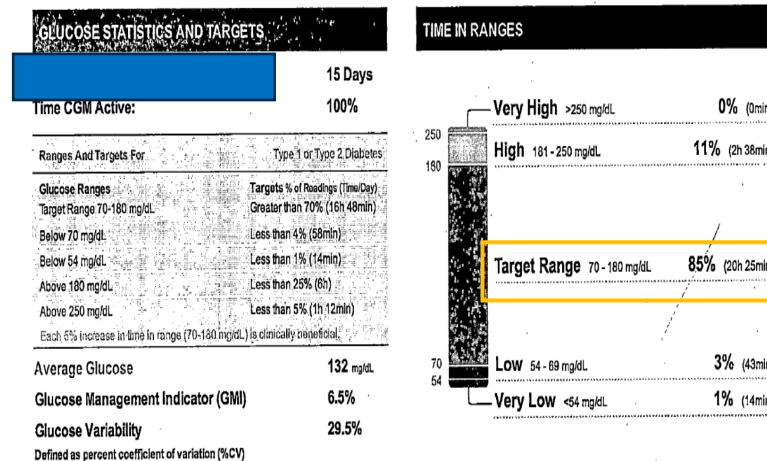 GLUCOSE STATISTICS AND TARGETS
15 Days
Time CGM Active: 100%
Ranges And Targets For Type 1 or Type 2 Diabetes
Glucose Ranges Targets % of Readings (Time/Day)
Target Range 70-180 mg/dL Greater than 70% (16h 48min)
Below 70 mg/dL Less than 4% (58min)
Below 54 mg/dL Less than 1% (14min)
Above 180 mg/dL Less than 25% (6h)
Above 250 mg/dL Less than 5% (1h 12min)
Each 5% increase in time in range (70-180 mg/dL) is clinically beneficial.
Average Glucose 132 mg/dL
Glucose Management Indicator (GMI) 6.5%
Glucose Variability 29.5%
Defined as percent coefficient of variation (%CV)
TIME IN RANGES
Very High >250 mg/dL 0% (0min
250
High 181 - 250 mg/dL 11% (2h 38min
180
Target Range 70 - 180 mg/dL 85% (20h 25min
70
Low 54 - 69 mg/dL 3% (43min
54
Very Low <54 mg/dL 1% (14min